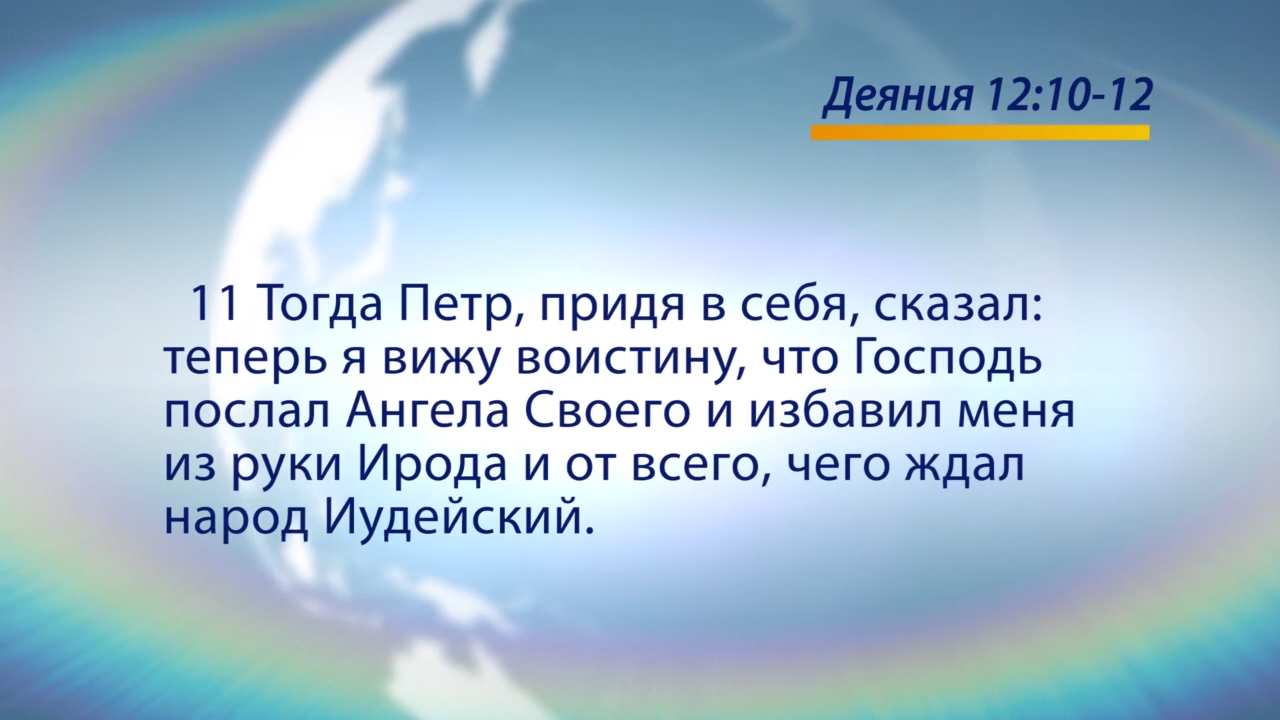 Деяния 12:10-12
11 Тогда Петр, придя в себя, сказал:
теперь я вижу воистину, что Господь
послал Ангела Своего и избавил меня
из руки Ирода и от всего, чего ждал
народ Иудейский.